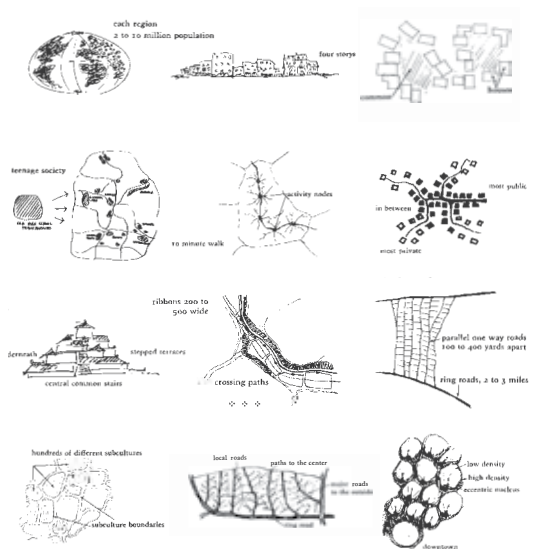 each region
2 to 10 million population
four storys
teenage society
activity nodes
10 minute walk
most public
in between
most private
ribbons 200 to
500 wide
crossing paths
stepped terraces
central common stairs
parallel one way roads
100 to 400 yards apart
ring roads, 2 to 3 miles
hundreds of different subcultures
subculture boundaries
local roads
paths to the center
roads
to the outside
ring road
low density
high density
eccentric nucleus
downtown